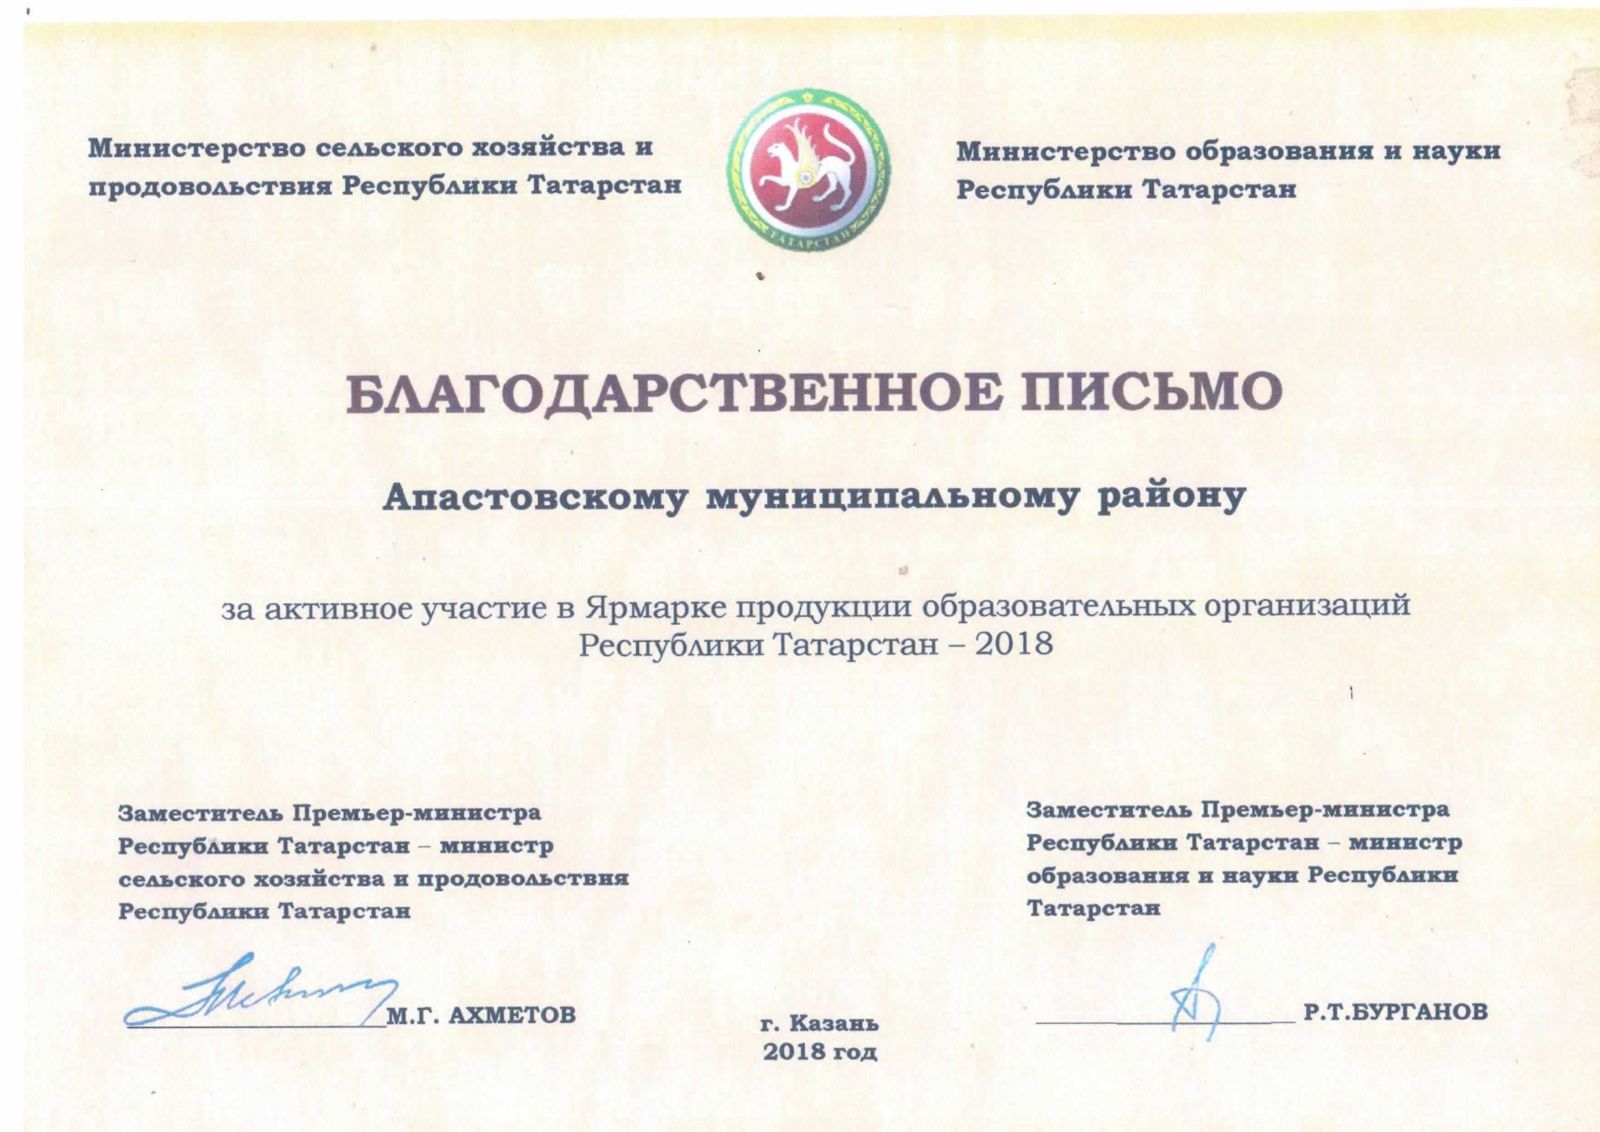 Министерство сельского хозяйства и
продовольствия Республики Татарстан
ТАТАРСТАН
Министерство образования и науки
Республики Татарстан
БЛАГОДАРСТВЕННОЕ ПИСЬМО
Апастовскому муниципальному району
за активное участие в Ярмарке продукции образовательных организаций
Республики Татарстан – 2018
Заместитель Премьер-министра
Республики Татарстан – министр
сельского хозяйства и продовольствия
Республики Татарстан
М.Г. АХМЕТОВ
Заместитель Премьер-министра
Республики Татарстан – министр
образования и науки Республики
Татарстан
Р.Т.БУРГАНОВ
г. Казань
2018 год